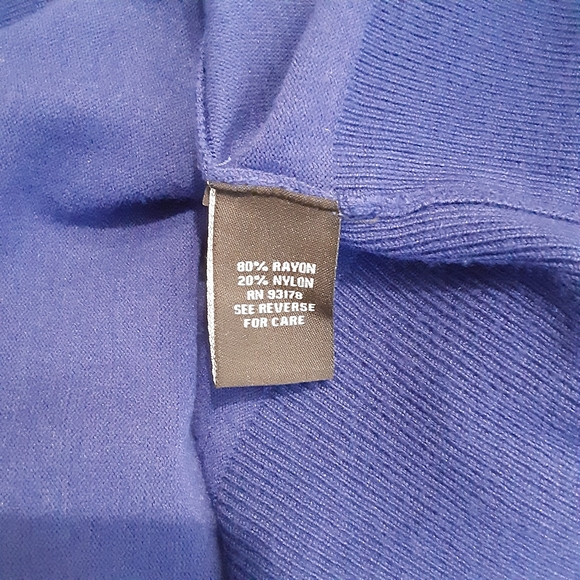 80% RAYON
20% NYLON
RN 93178
SEE REVERSE
FOR CARE